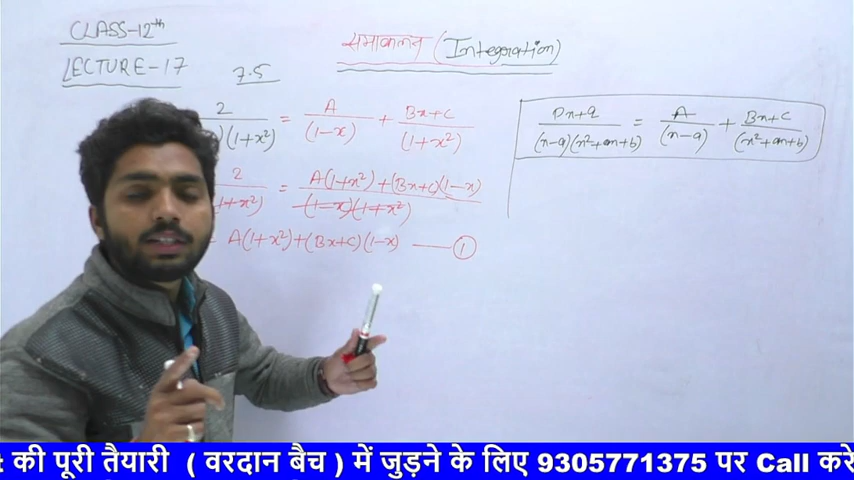 CLASS-12th
LECTURE-17
7.5
समाकलन (Integration)
2 / )(1+x²) = A / (1-x) + Bx+C / (1+x²)
2 / 1+x²) = A(1+x²)+(Bx+C)(1-x) / (1-x)(1+x²)
= A(1+x²)+(Bx+C)(1-x) — ①
Px+q / (x-a)(x²+ax+b) = A / (x-a) + Bx+C / (x²+ax+b)
की पूरी तैयारी ( वरदान बैच ) में जुड़ने के लिए 9305771375 पर Call करे